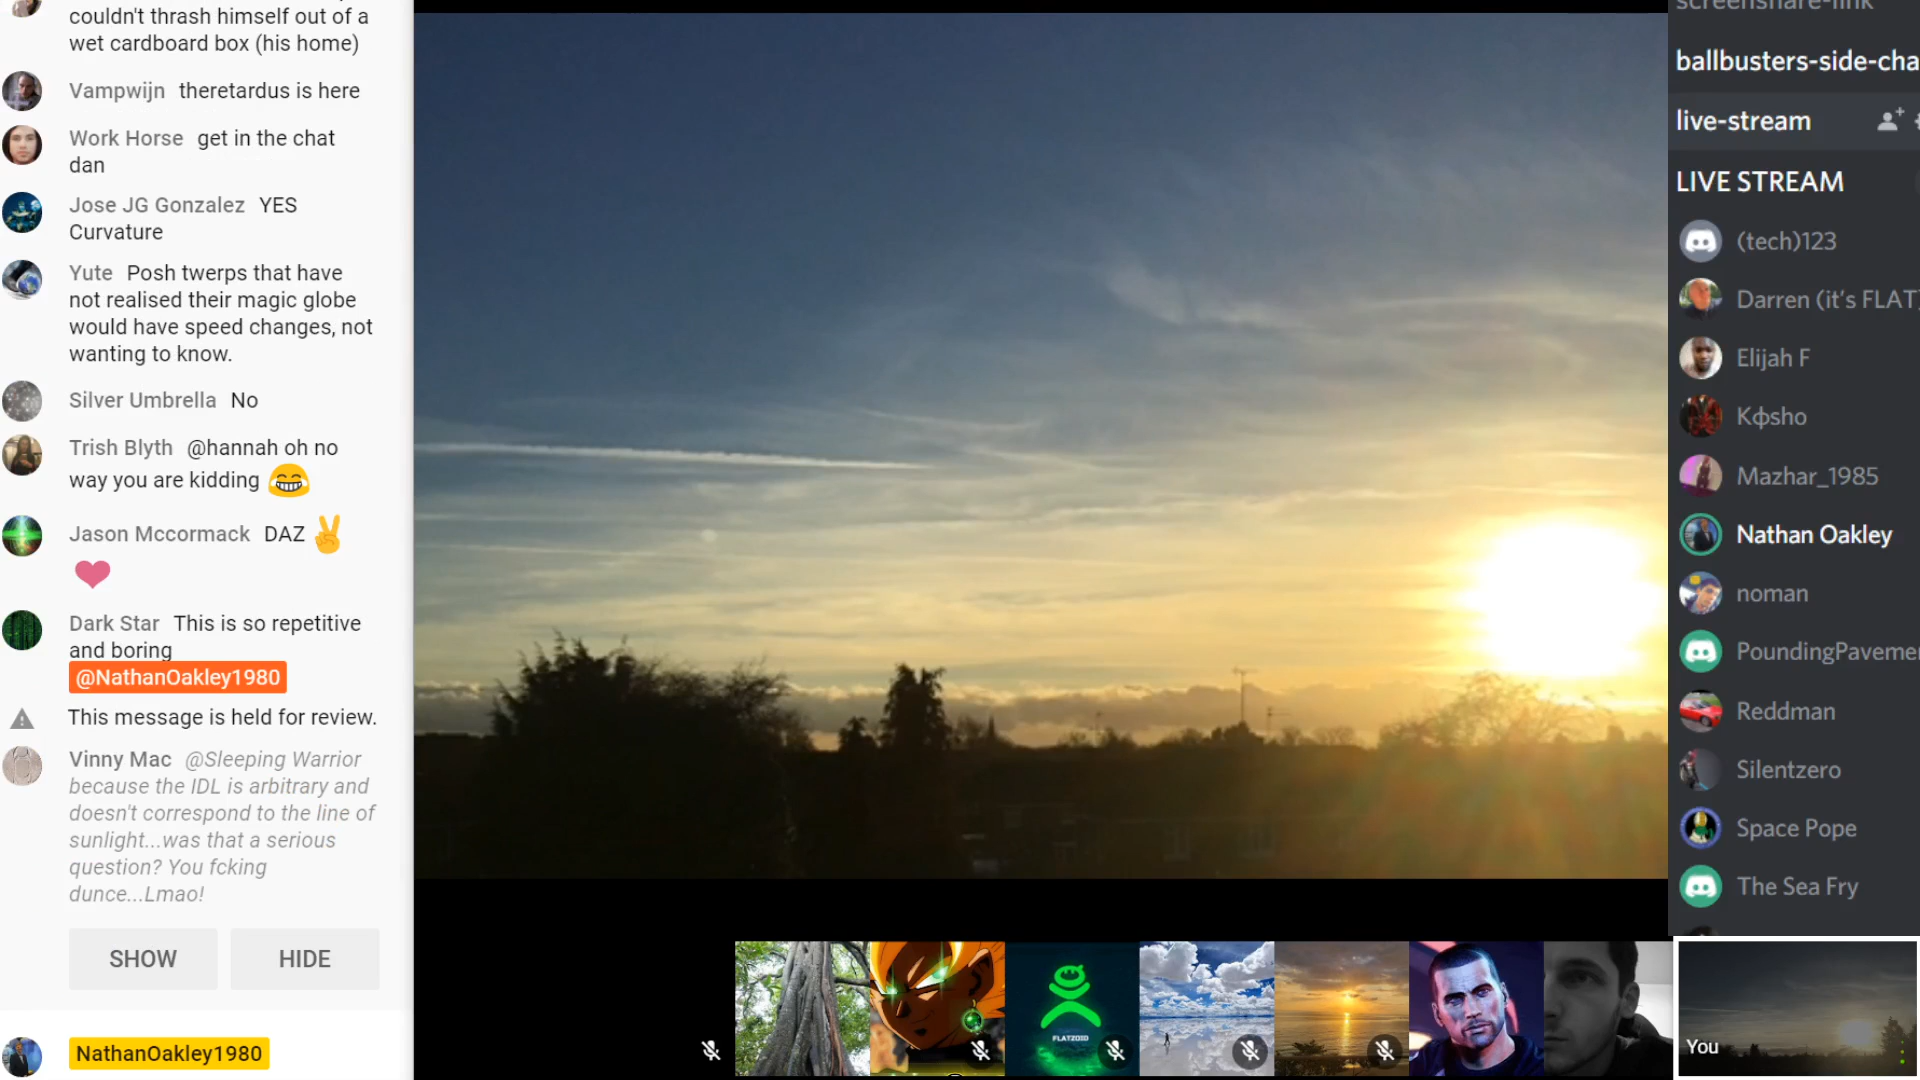 couldn't thrash himself out of a
wet cardboard box (his home)
Vampwijn theretardus is here
Work Horse get in the chat
dan
Jose JG Gonzalez YES
Curvature
Yute Posh twerps that have
not realised their magic globe
would have speed changes, not
wanting to know.
Silver Umbrella No
Trish Blyth @hannah oh no
way you are kidding 😂
Jason Mccormack DAZ ✌
❤
Dark Star This is so repetitive
and boring
@NathanOakley1980
This message is held for review.
Vinny Mac @Sleeping Warrior
because the IDL is arbitrary and
doesn't correspond to the line of
sunlight...was that a serious
question? You fcking
dunce...Lmao!
SHOW HIDE
NathanOakley1980
FLATZOID
screenshare-link
ballbusters-side-cha
live-stream
LIVE STREAM
(tech)123
Darren (it's FLAT
Elijah F
Kфsho
Mazhar_1985
Nathan Oakley
noman
PoundingPaveme
Reddman
Silentzero
Space Pope
The Sea Fry
You